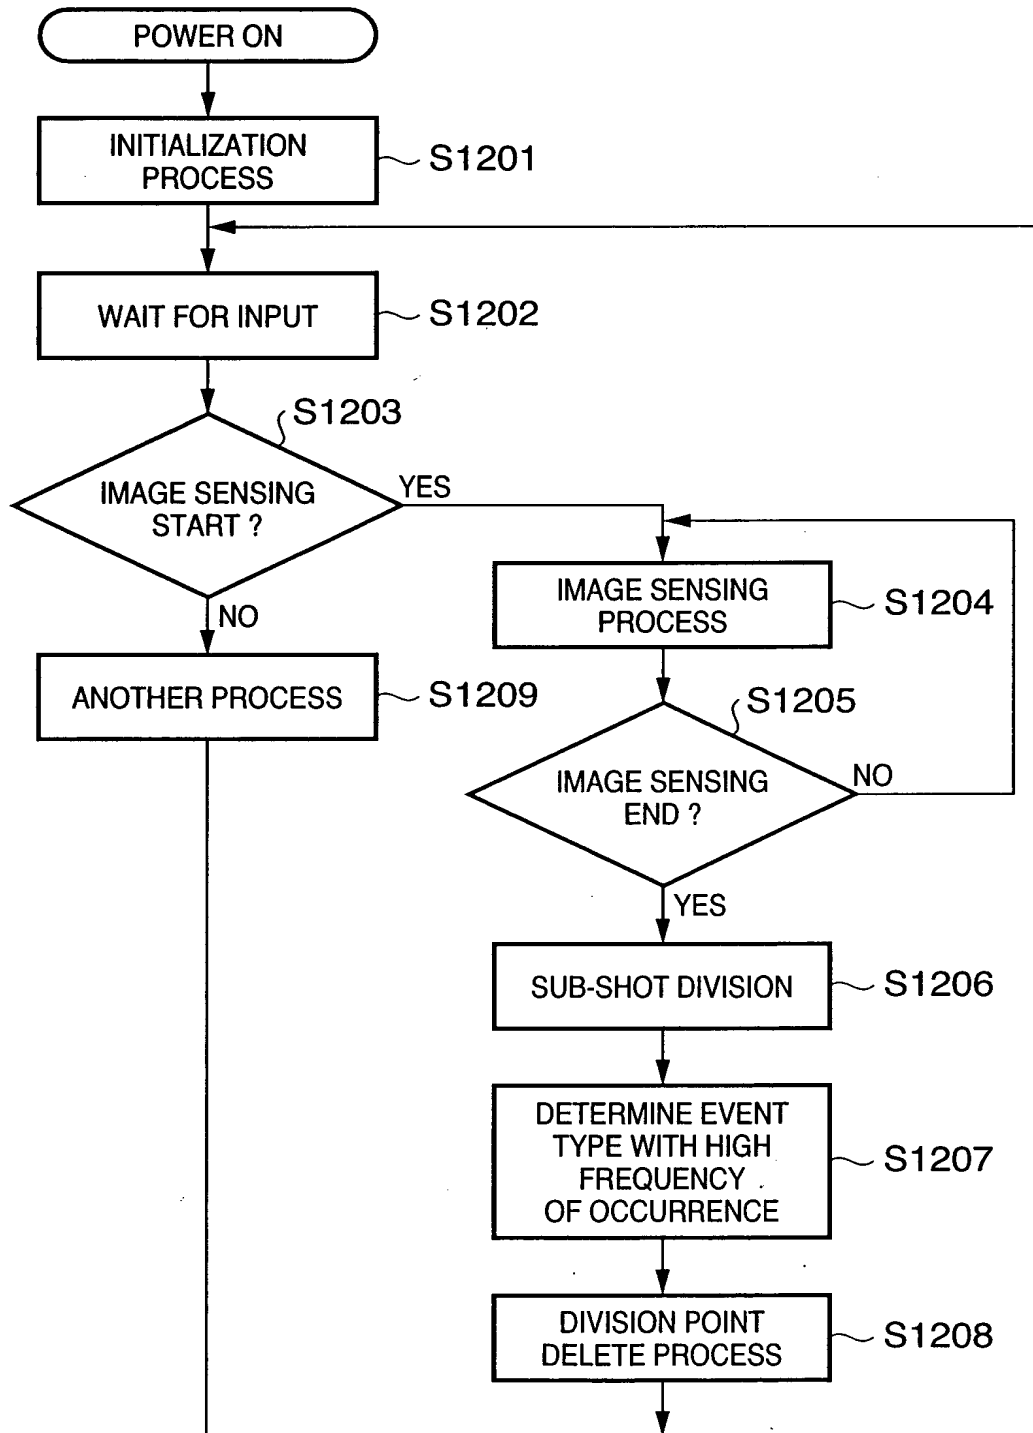 POWER ON
INITIALIZATION
PROCESS
S1201
WAIT FOR INPUT
S1202
S1203
IMAGE SENSING
START ?
YES
NO
IMAGE SENSING
PROCESS
S1204
ANOTHER PROCESS
S1209
S1205
IMAGE SENSING
END ?
NO
YES
SUB-SHOT DIVISION
S1206
DETERMINE EVENT
TYPE WITH HIGH
FREQUENCY
OF OCCURRENCE
S1207
DIVISION POINT
DELETE PROCESS
S1208